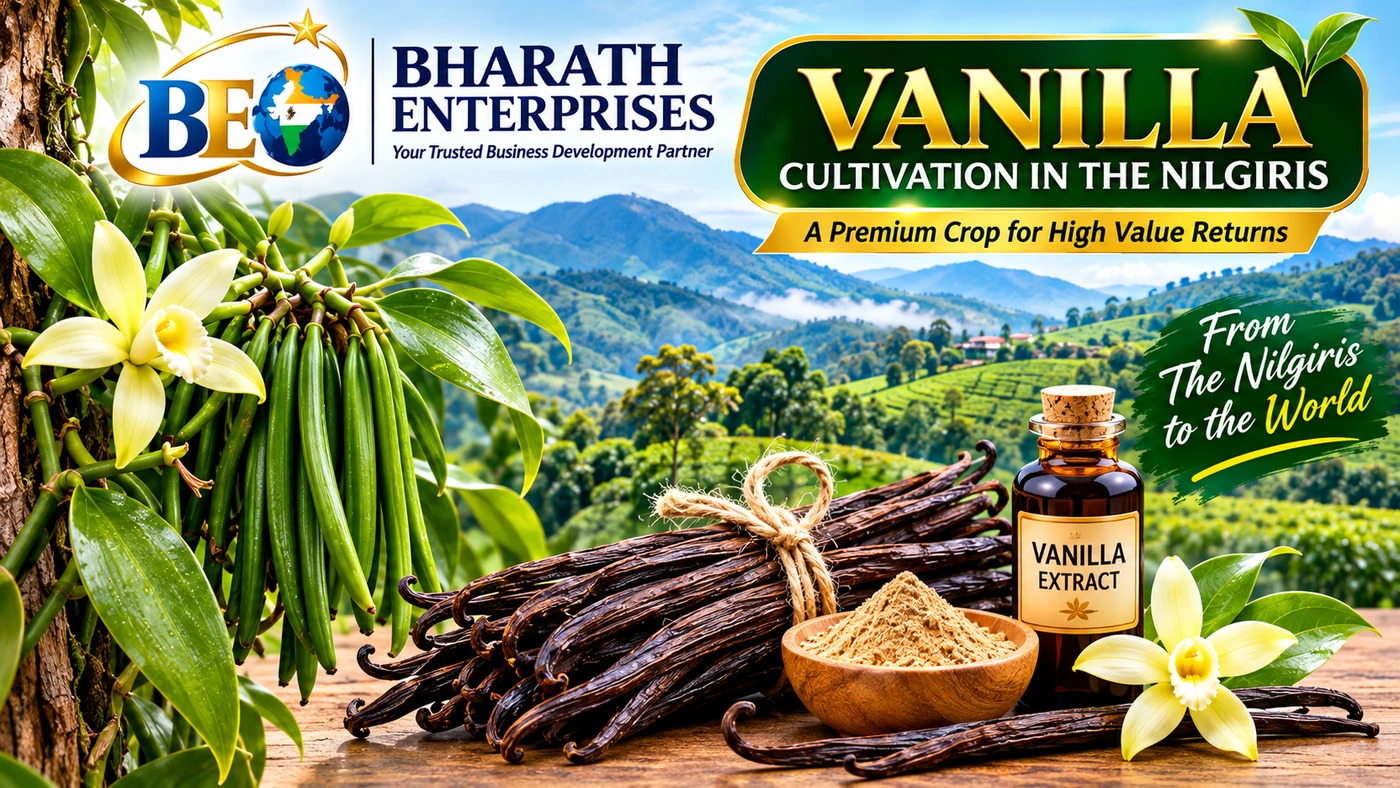 BEO
BHARATH
ENTERPRISES
Your Trusted Business Development Partner
VANILLA
CULTIVATION IN THE NILGIRIS
A Premium Crop for High Value Returns
From
The Nilgiris
to the World
VANILLA
EXTRACT